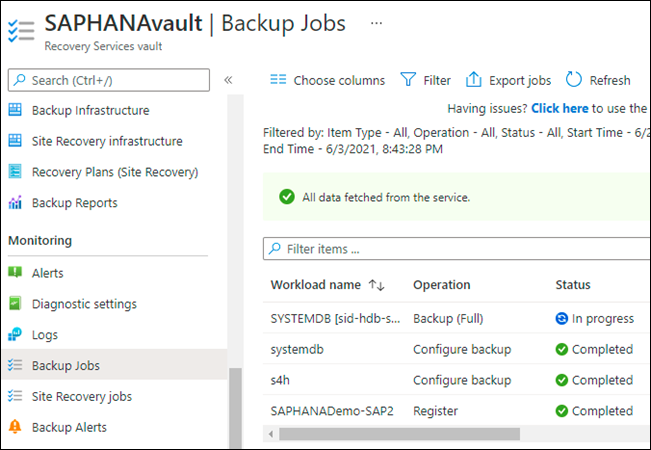 SAPHANAvault | Backup Jobs ...
Recovery Services vault
Search (Ctrl+/)
«
Backup Infrastructure
Site Recovery infrastructure
Recovery Plans (Site Recovery)
Backup Reports
Monitoring
Alerts
Diagnostic settings
Logs
Backup Jobs
Site Recovery jobs
Backup Alerts
Choose columns
Filter
Export jobs
Refresh
Having issues? Click here to use the
Filtered by: Item Type - All, Operation - All, Status - All, Start Time - 6/2
End Time - 6/3/2021, 8:43:28 PM
All data fetched from the service.
Filter items ...
Workload name ↑↓ Operation Status
SYSTEMDB [sid-hdb-s... Backup (Full) In progress
systemdb Configure backup Completed
s4h Configure backup Completed
SAPHANADemo-SAP2 Register Completed